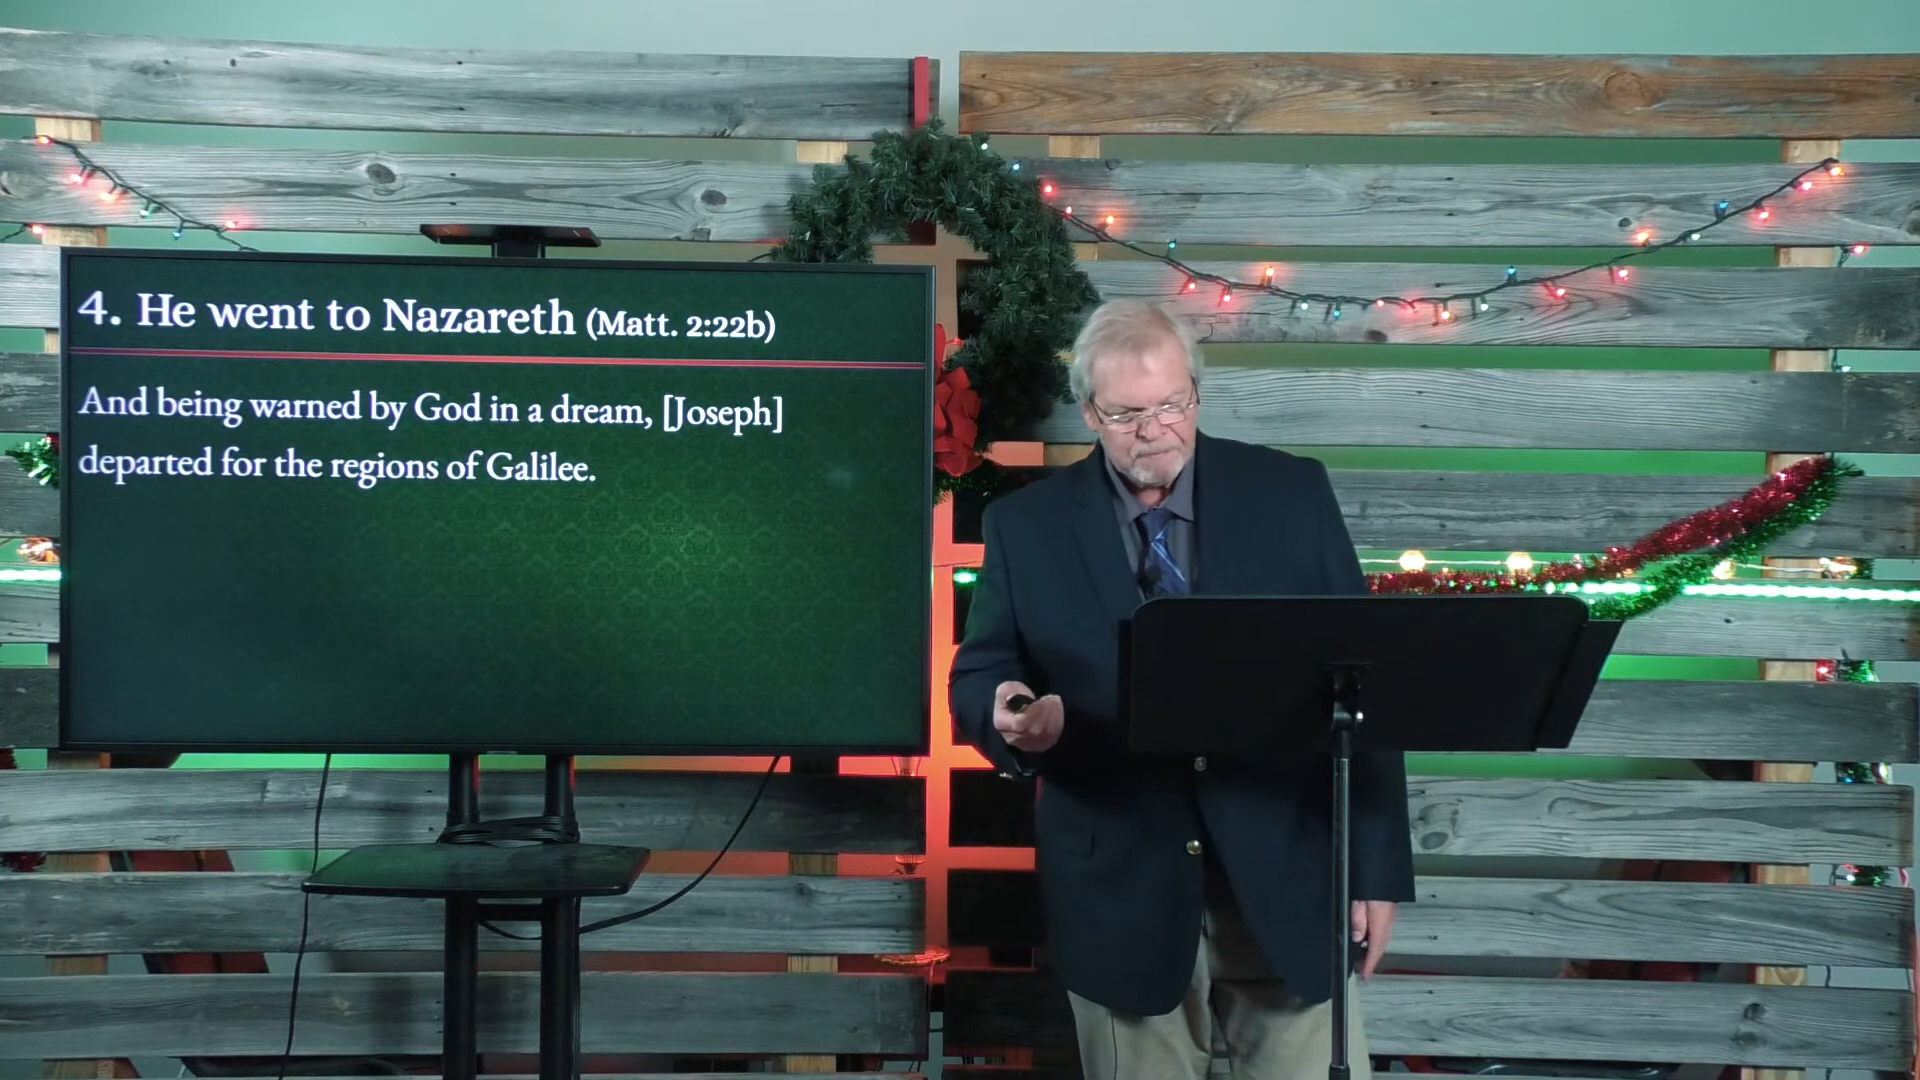 4. He went to Nazareth (Matt. 2:22b)
And being warned by God in a dream, [Joseph]
departed for the regions of Galilee.